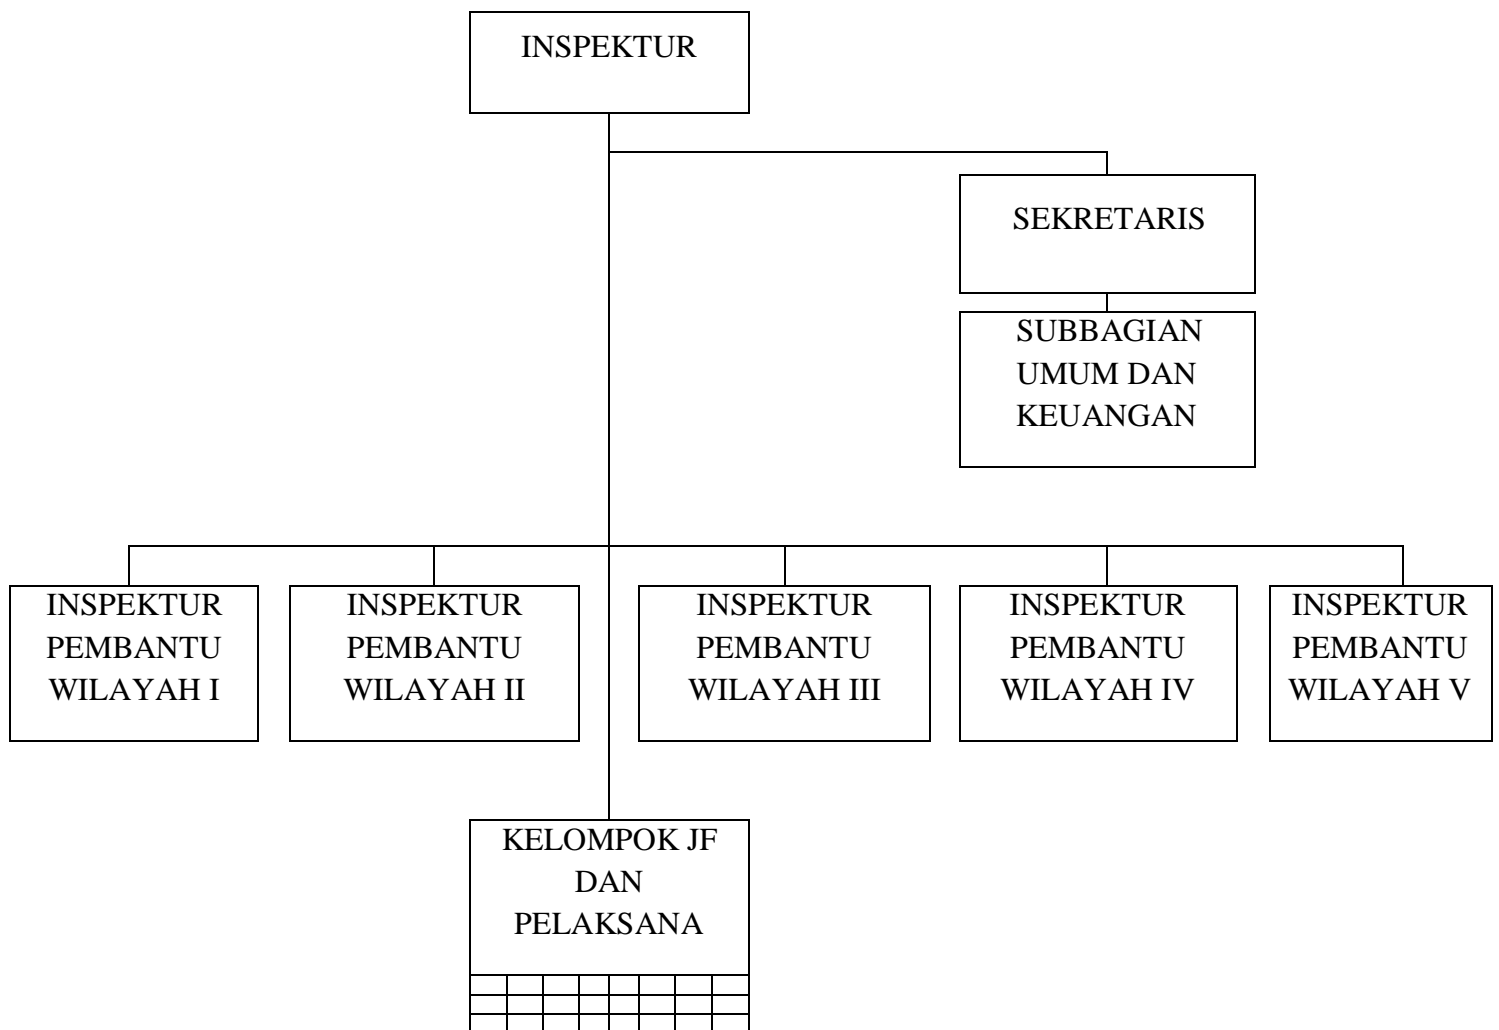 INSPEKTUR
SEKRETARIS
SUBBAGIAN
UMUM DAN
KEUANGAN
INSPEKTUR
PEMBANTU
WILAYAH I
INSPEKTUR
PEMBANTU
WILAYAH II
INSPEKTUR
PEMBANTU
WILAYAH III
INSPEKTUR
PEMBANTU
WILAYAH IV
INSPEKTUR
PEMBANTU
WILAYAH V
KELOMPOK JF
DAN
PELAKSANA